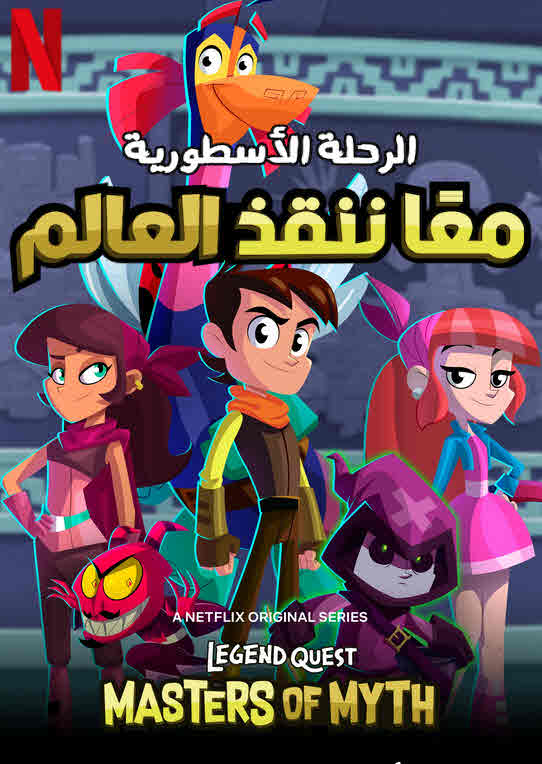 N
الرحلة الأسطورية
معًا ننقذ العالم
A NETFLIX ORIGINAL SERIES
LEGEND QUEST
MASTERS OF MYTH